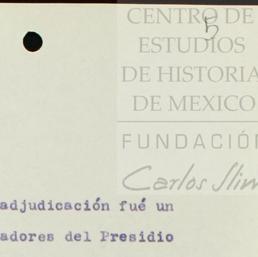 CENTRO DE
5
ESTUDIOS
DE HISTORIA
DE MEXICO
FUNDACIÓN
Carlos Slim
adjudicación fué un
adores del Presidio